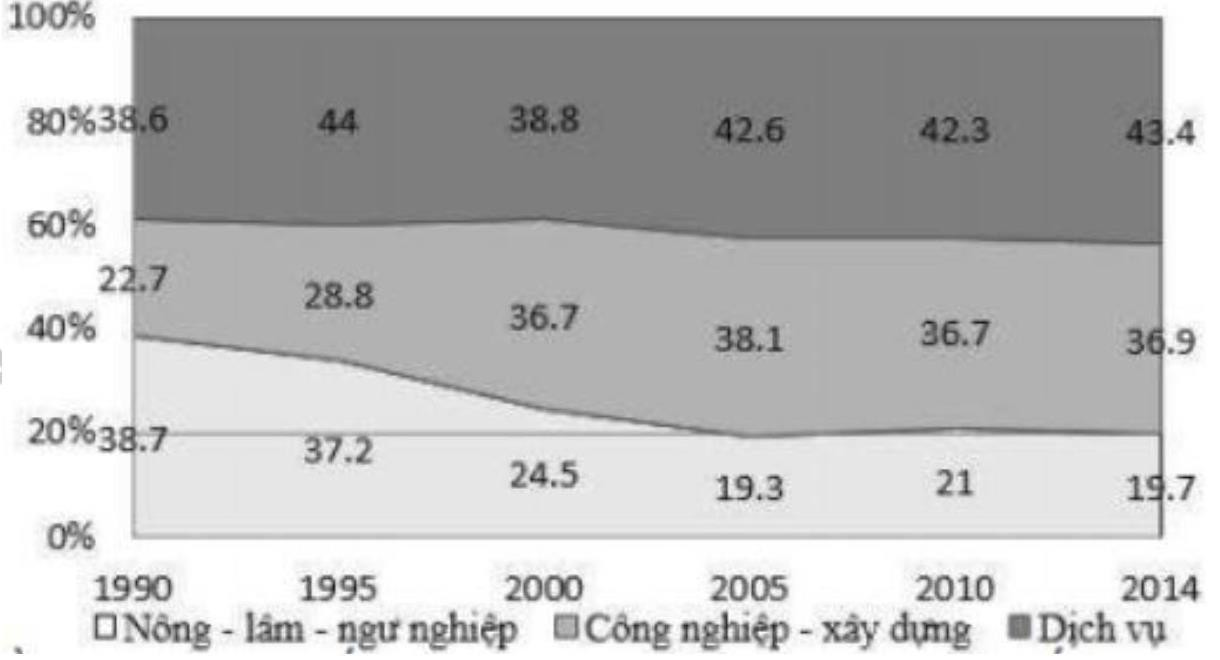 100%
80%
60%
40%
20%
0%
38.6 44 38.8 42.6 42.3 43.4
22.7 28.8 36.7 38.1 36.7 36.9
38.7 37.2 24.5 19.3 21 19.7
1990 1995 2000 2005 2010 2014
Nông - lâm - ngư nghiệp Công nghiệp - xây dựng Dịch vụ